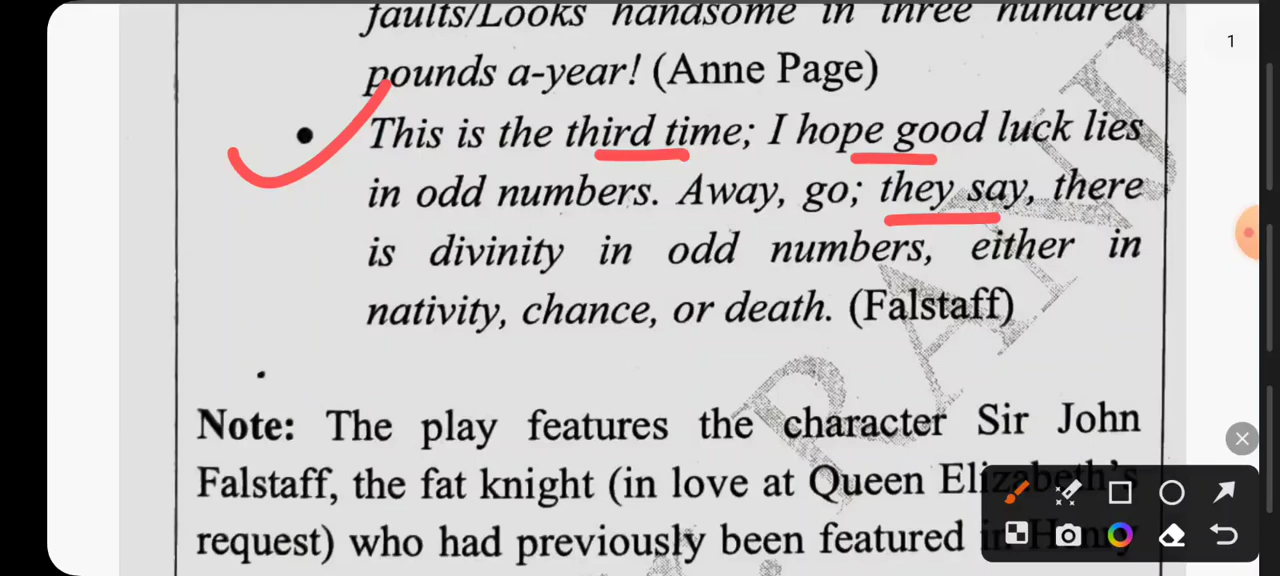 faults/Looks handsome in three hundred
pounds a-year! (Anne Page)
1
• This is the third time; I hope good luck lies
in odd numbers. Away, go; they say, there
is divinity in odd numbers, either in
nativity, chance, or death. (Falstaff)
Note: The play features the character Sir John
Falstaff, the fat knight (in love at Queen Elizabeth's
request) who had previously been featured in Henry